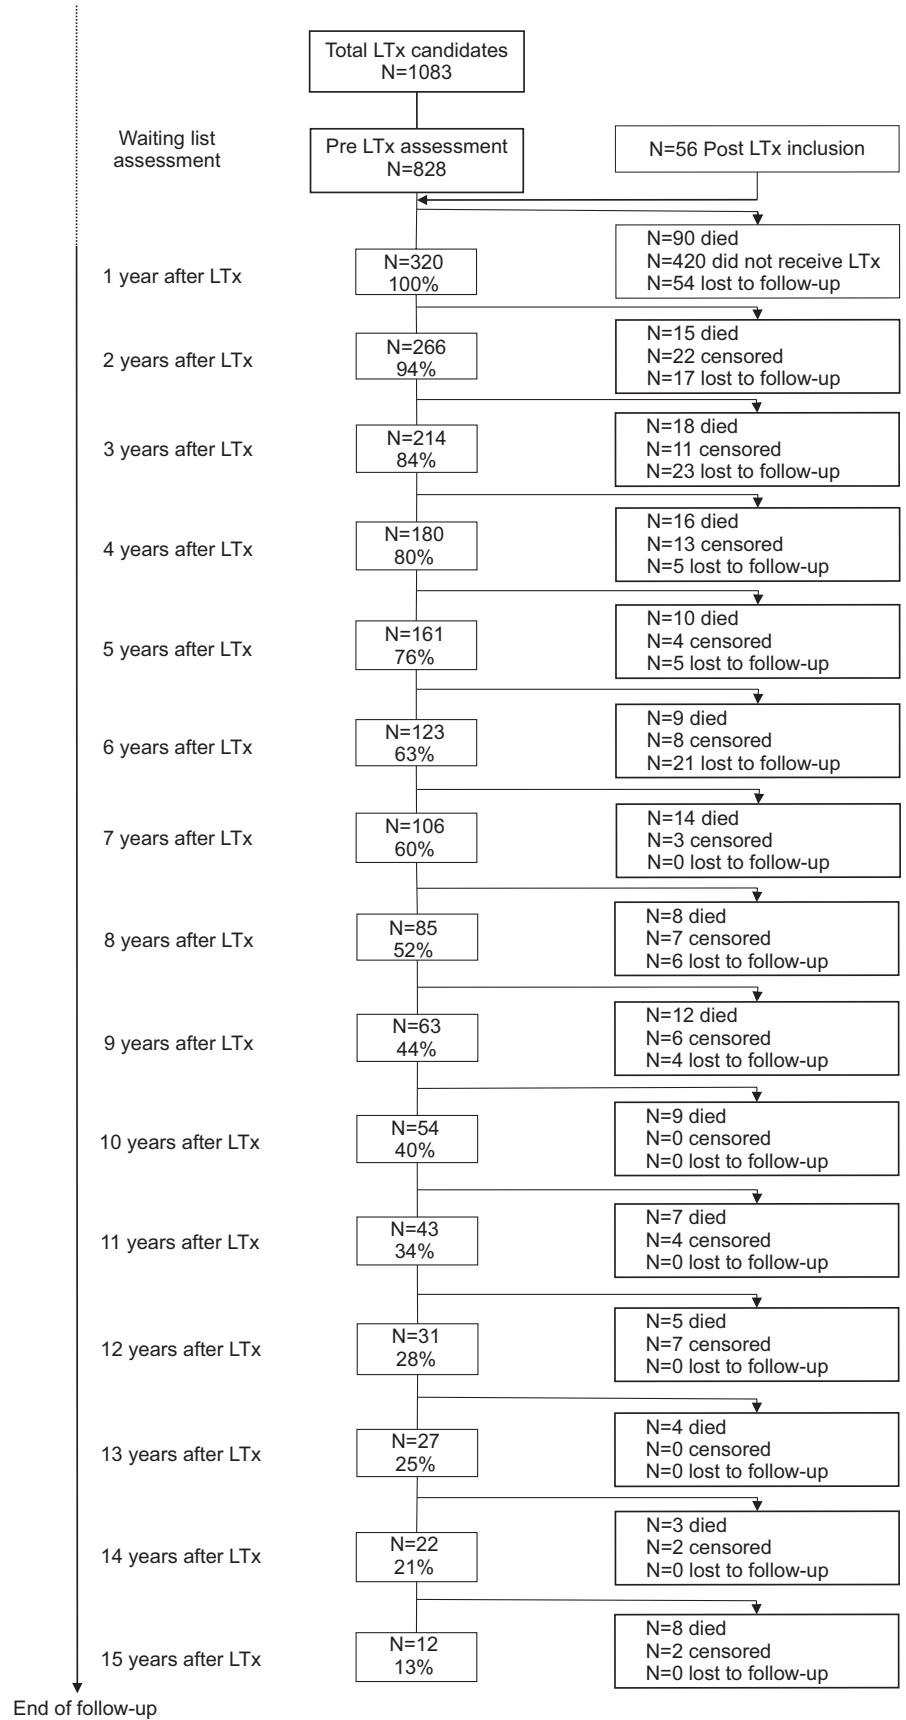 Total LTx candidates
N=1083
Waiting list
assessment
Pre LTx assessment
N=828
N=56 Post LTx inclusion
N=90 died
N=420 did not receive LTx
N=54 lost to follow-up
1 year after LTx
N=320
100%
N=15 died
N=22 censored
N=17 lost to follow-up
2 years after LTx
N=266
94%
N=18 died
N=11 censored
N=23 lost to follow-up
3 years after LTx
N=214
84%
N=16 died
N=13 censored
N=5 lost to follow-up
4 years after LTx
N=180
80%
N=10 died
N=4 censored
N=5 lost to follow-up
5 years after LTx
N=161
76%
N=9 died
N=8 censored
N=21 lost to follow-up
6 years after LTx
N=123
63%
N=14 died
N=3 censored
N=0 lost to follow-up
7 years after LTx
N=106
60%
N=8 died
N=7 censored
N=6 lost to follow-up
8 years after LTx
N=85
52%
N=12 died
N=6 censored
N=4 lost to follow-up
9 years after LTx
N=63
44%
N=9 died
N=0 censored
N=0 lost to follow-up
10 years after LTx
N=54
40%
N=7 died
N=4 censored
N=0 lost to follow-up
11 years after LTx
N=43
34%
N=5 died
N=7 censored
N=0 lost to follow-up
12 years after LTx
N=31
28%
N=4 died
N=0 censored
N=0 lost to follow-up
13 years after LTx
N=27
25%
N=3 died
N=2 censored
N=0 lost to follow-up
14 years after LTx
N=22
21%
N=8 died
N=2 censored
N=0 lost to follow-up
15 years after LTx
N=12
13%
End of follow-up